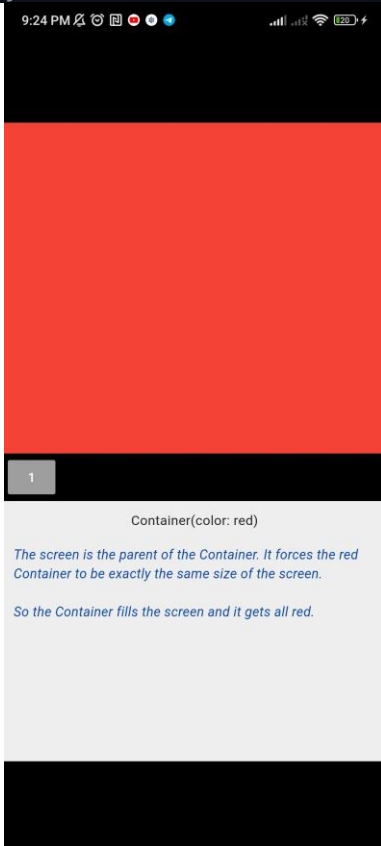 9:24 PM
20
1
Container(color: red)
The screen is the parent of the Container. It forces the red
Container to be exactly the same size of the screen.
So the Container fills the screen and it gets all red.